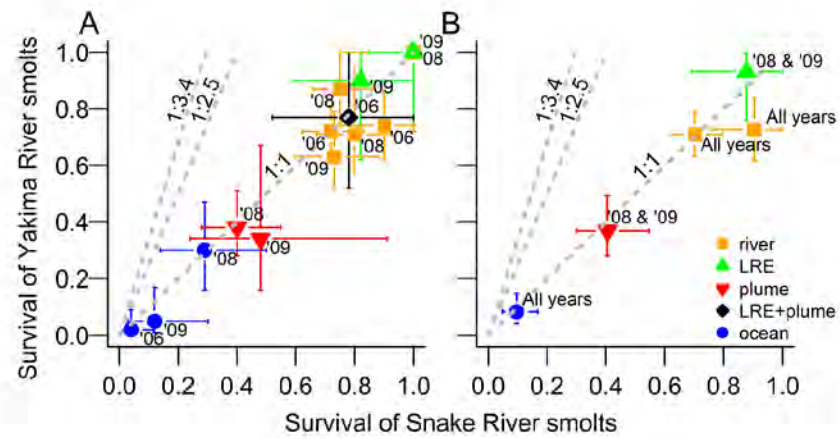 A
B
Survival of Yakima River smolts
1.0
0.8
0.6
0.4
0.2
0.0
0.0 0.2 0.4 0.6 0.8 1.0
1:3.4
1:2.5
1:1
'09
'08
'09
'08
'06
'06
'06
'08
'09
'08
'09
'08
'09
'06
1:3.4
1:2.5
1:1
'08 & '09
All years
All years
'08 & '09
All years
river
LRE
plume
LRE+plume
ocean
0.0 0.2 0.4 0.6 0.8 1.0
Survival of Snake River smolts